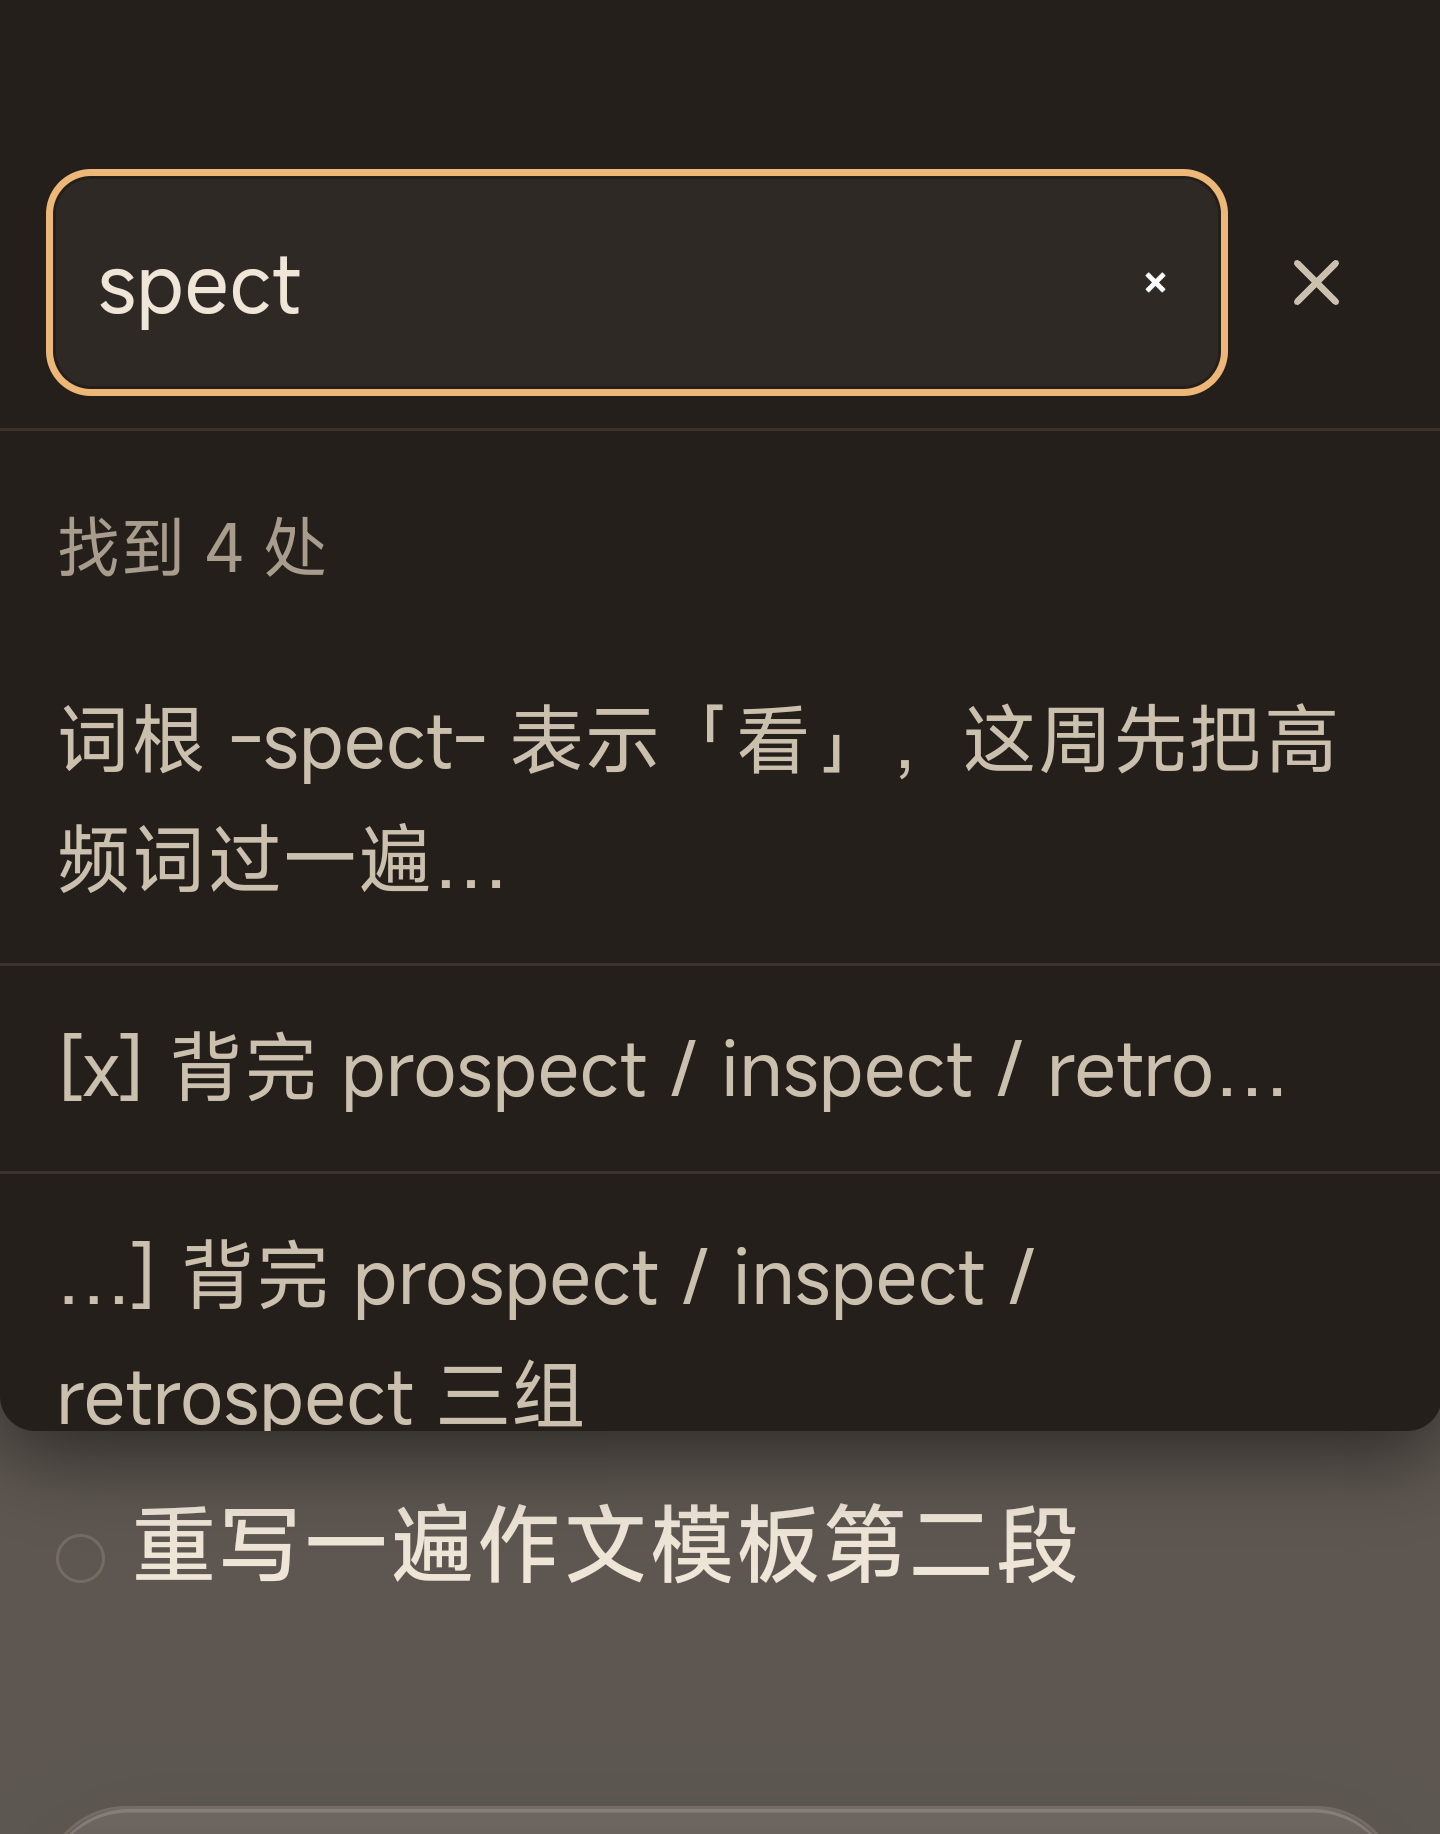 spect
找到 4 处
词根 -spect- 表示「看」，这周先把高
频词过一遍…
[x] 背完 prospect / inspect / retro…
…] 背完 prospect / inspect /
retrospect 三组
重写一遍作文模板第二段